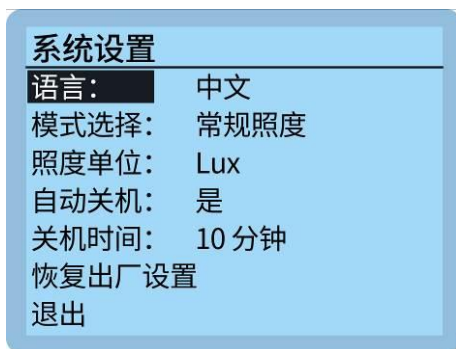 系统设置
语言： 中文
模式选择： 常规照度
照度单位： Lux
自动关机： 是
关机时间： 10 分钟
恢复出厂设置
退出